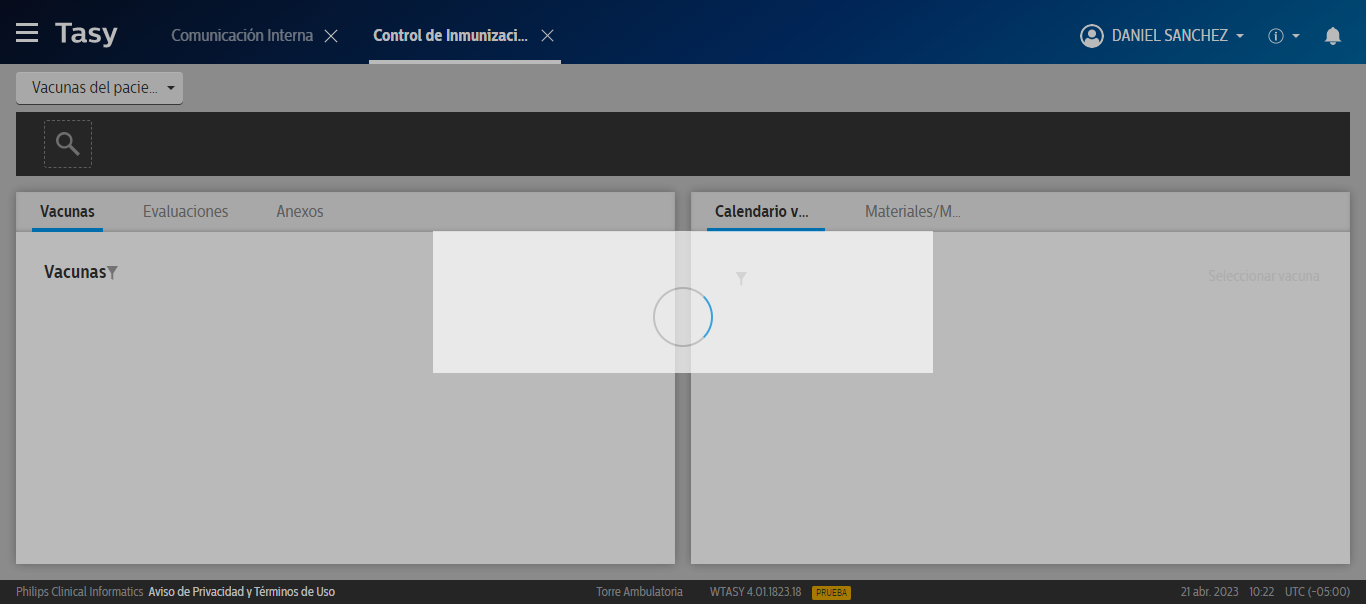 Tasy
Comunicación Interna
Control de Inmunizaci...
DANIEL SANCHEZ
Vacunas del pacie...
Vacunas
Evaluaciones
Anexos
Calendario v...
Materiales/M...
Vacunas
Seleccionar vacuna
Philips Clinical Informatics Aviso de Privacidad y Términos de Uso
Torre Ambulatoria
WTASY 4.01.1823.18
PRUEBA
21 abr. 2023
10:22
UTC (-05:00)